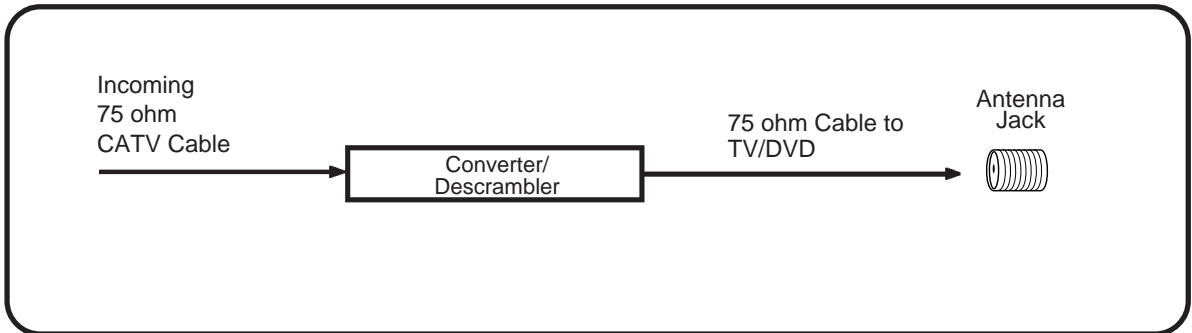 Incoming
75 ohm
CATV Cable
Converter/
Descrambler
75 ohm Cable to
TV/DVD
Antenna
Jack